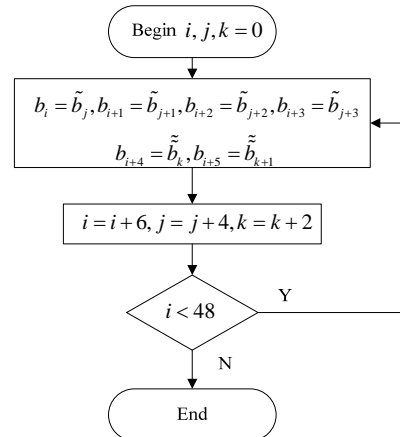 Begin i, j, k = 0
b_i = b̃_j, b_{i+1} = b̃_{j+1}, b_{i+2} = b̃_{j+2}, b_{i+3} = b̃_{j+3}
b_{i+4} = b̃̃_k, b_{i+5} = b̃̃_{k+1}
i = i + 6, j = j + 4, k = k + 2
i < 48
Y
N
End